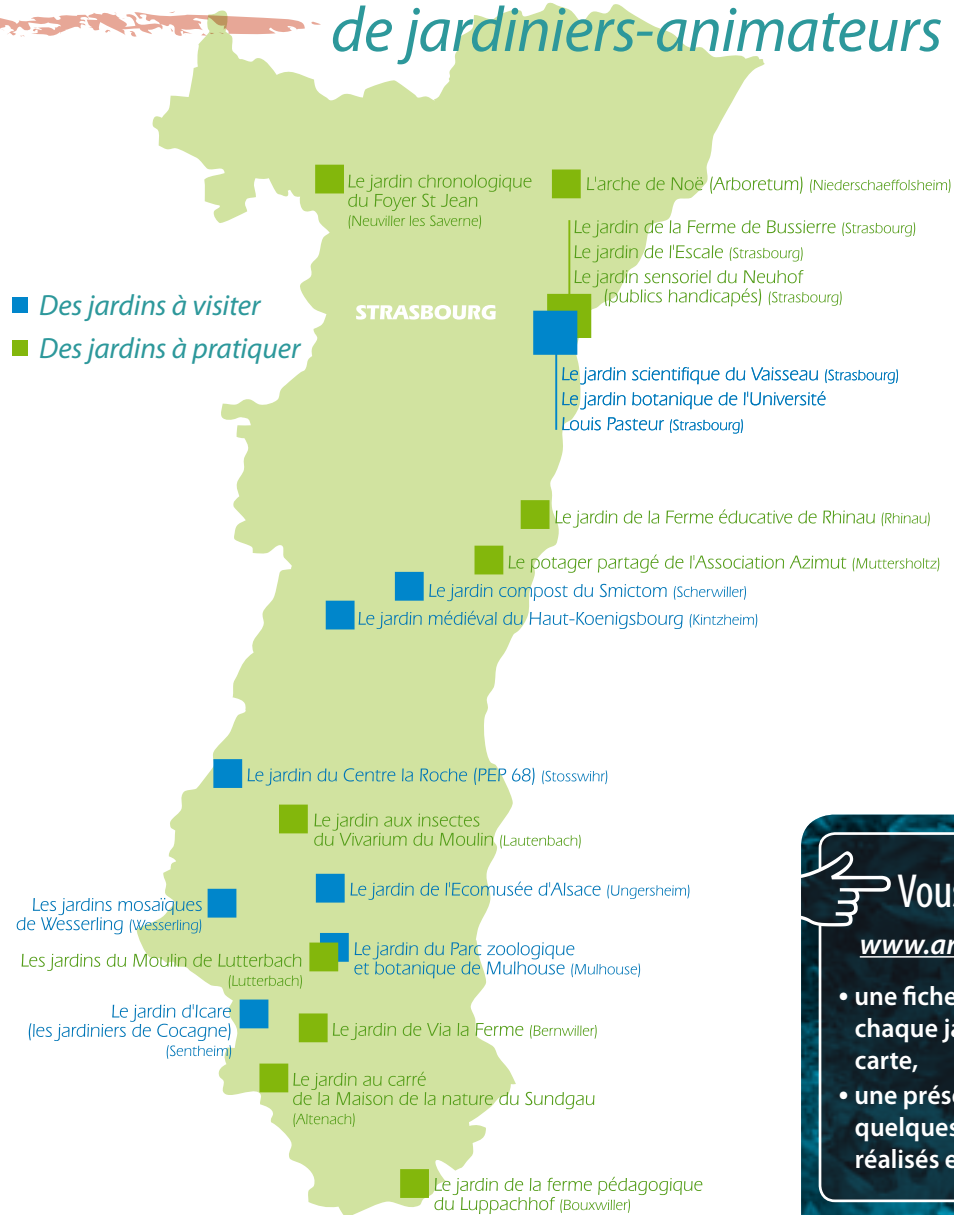 de jardiniers-animateurs
Le jardin chronologique
du Foyer St Jean
(Neuviller les Saverne)
L'arche de Noë (Arboretum) (Niederschaeffolsheim)
Le jardin de la Ferme de Bussierre (Strasbourg)
Le jardin de l'Escale (Strasbourg)
Le jardin sensoriel du Neuhof
(publics handicapés) (Strasbourg)
Des jardins à visiter
Des jardins à pratiquer
STRASBOURG
Le jardin scientifique du Vaisseau (Strasbourg)
Le jardin botanique de l'Université
Louis Pasteur (Strasbourg)
Le jardin de la Ferme éducative de Rhinau (Rhinau)
Le potager partagé de l'Association Azimut (Muttersholtz)
Le jardin compost du Smictom (Scherwiller)
Le jardin médiéval du Haut-Koenigsbourg (Kintzheim)
Le jardin du Centre la Roche (PEP 68) (Stosswihr)
Le jardin aux insectes
du Vivarium du Moulin (Lautenbach)
Le jardin de l'Ecomusée d'Alsace (Ungersheim)
Les jardins mosaïques
de Wesserling (Wesserling)
Les jardins du Moulin de Lutterbach
(Lutterbach)
Le jardin du Parc zoologique
et botanique de Mulhouse (Mulhouse)
Le jardin d'Icare
(les jardiniers de Cocagne)
(Sentheim)
Le jardin de Via la Ferme (Bernwiller)
Le jardin au carré
de la Maison de la nature du Sundgau
(Altenach)
Le jardin de la ferme pédagogique
du Luppachhof (Bouxwiller)
Vous
www.ar
• une fiche
chaque ja
carte,
• une prése
quelques
réalisés e